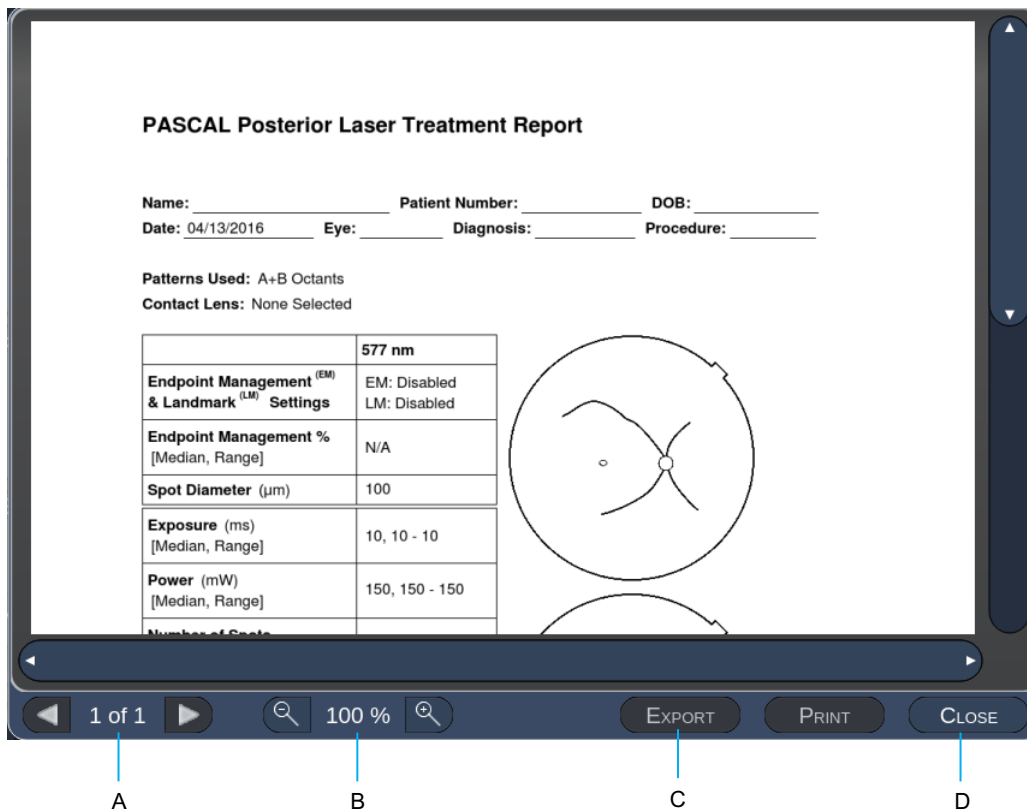 PASCAL Posterior Laser Treatment Report
Name: Patient Number: DOB:
Date: 04/13/2016 Eye: Diagnosis: Procedure:
Patterns Used: A+B Octants
Contact Lens: None Selected
577 nm
Endpoint Management (EM)
& Landmark (LM) Settings
EM: Disabled
LM: Disabled
Endpoint Management %
[Median, Range]
N/A
Spot Diameter (µm)
100
Exposure (ms)
[Median, Range]
10, 10 - 10
Power (mW)
[Median, Range]
150, 150 - 150
Number of Spots
1 of 1 100 % EXPORT PRINT CLOSE
A B C D